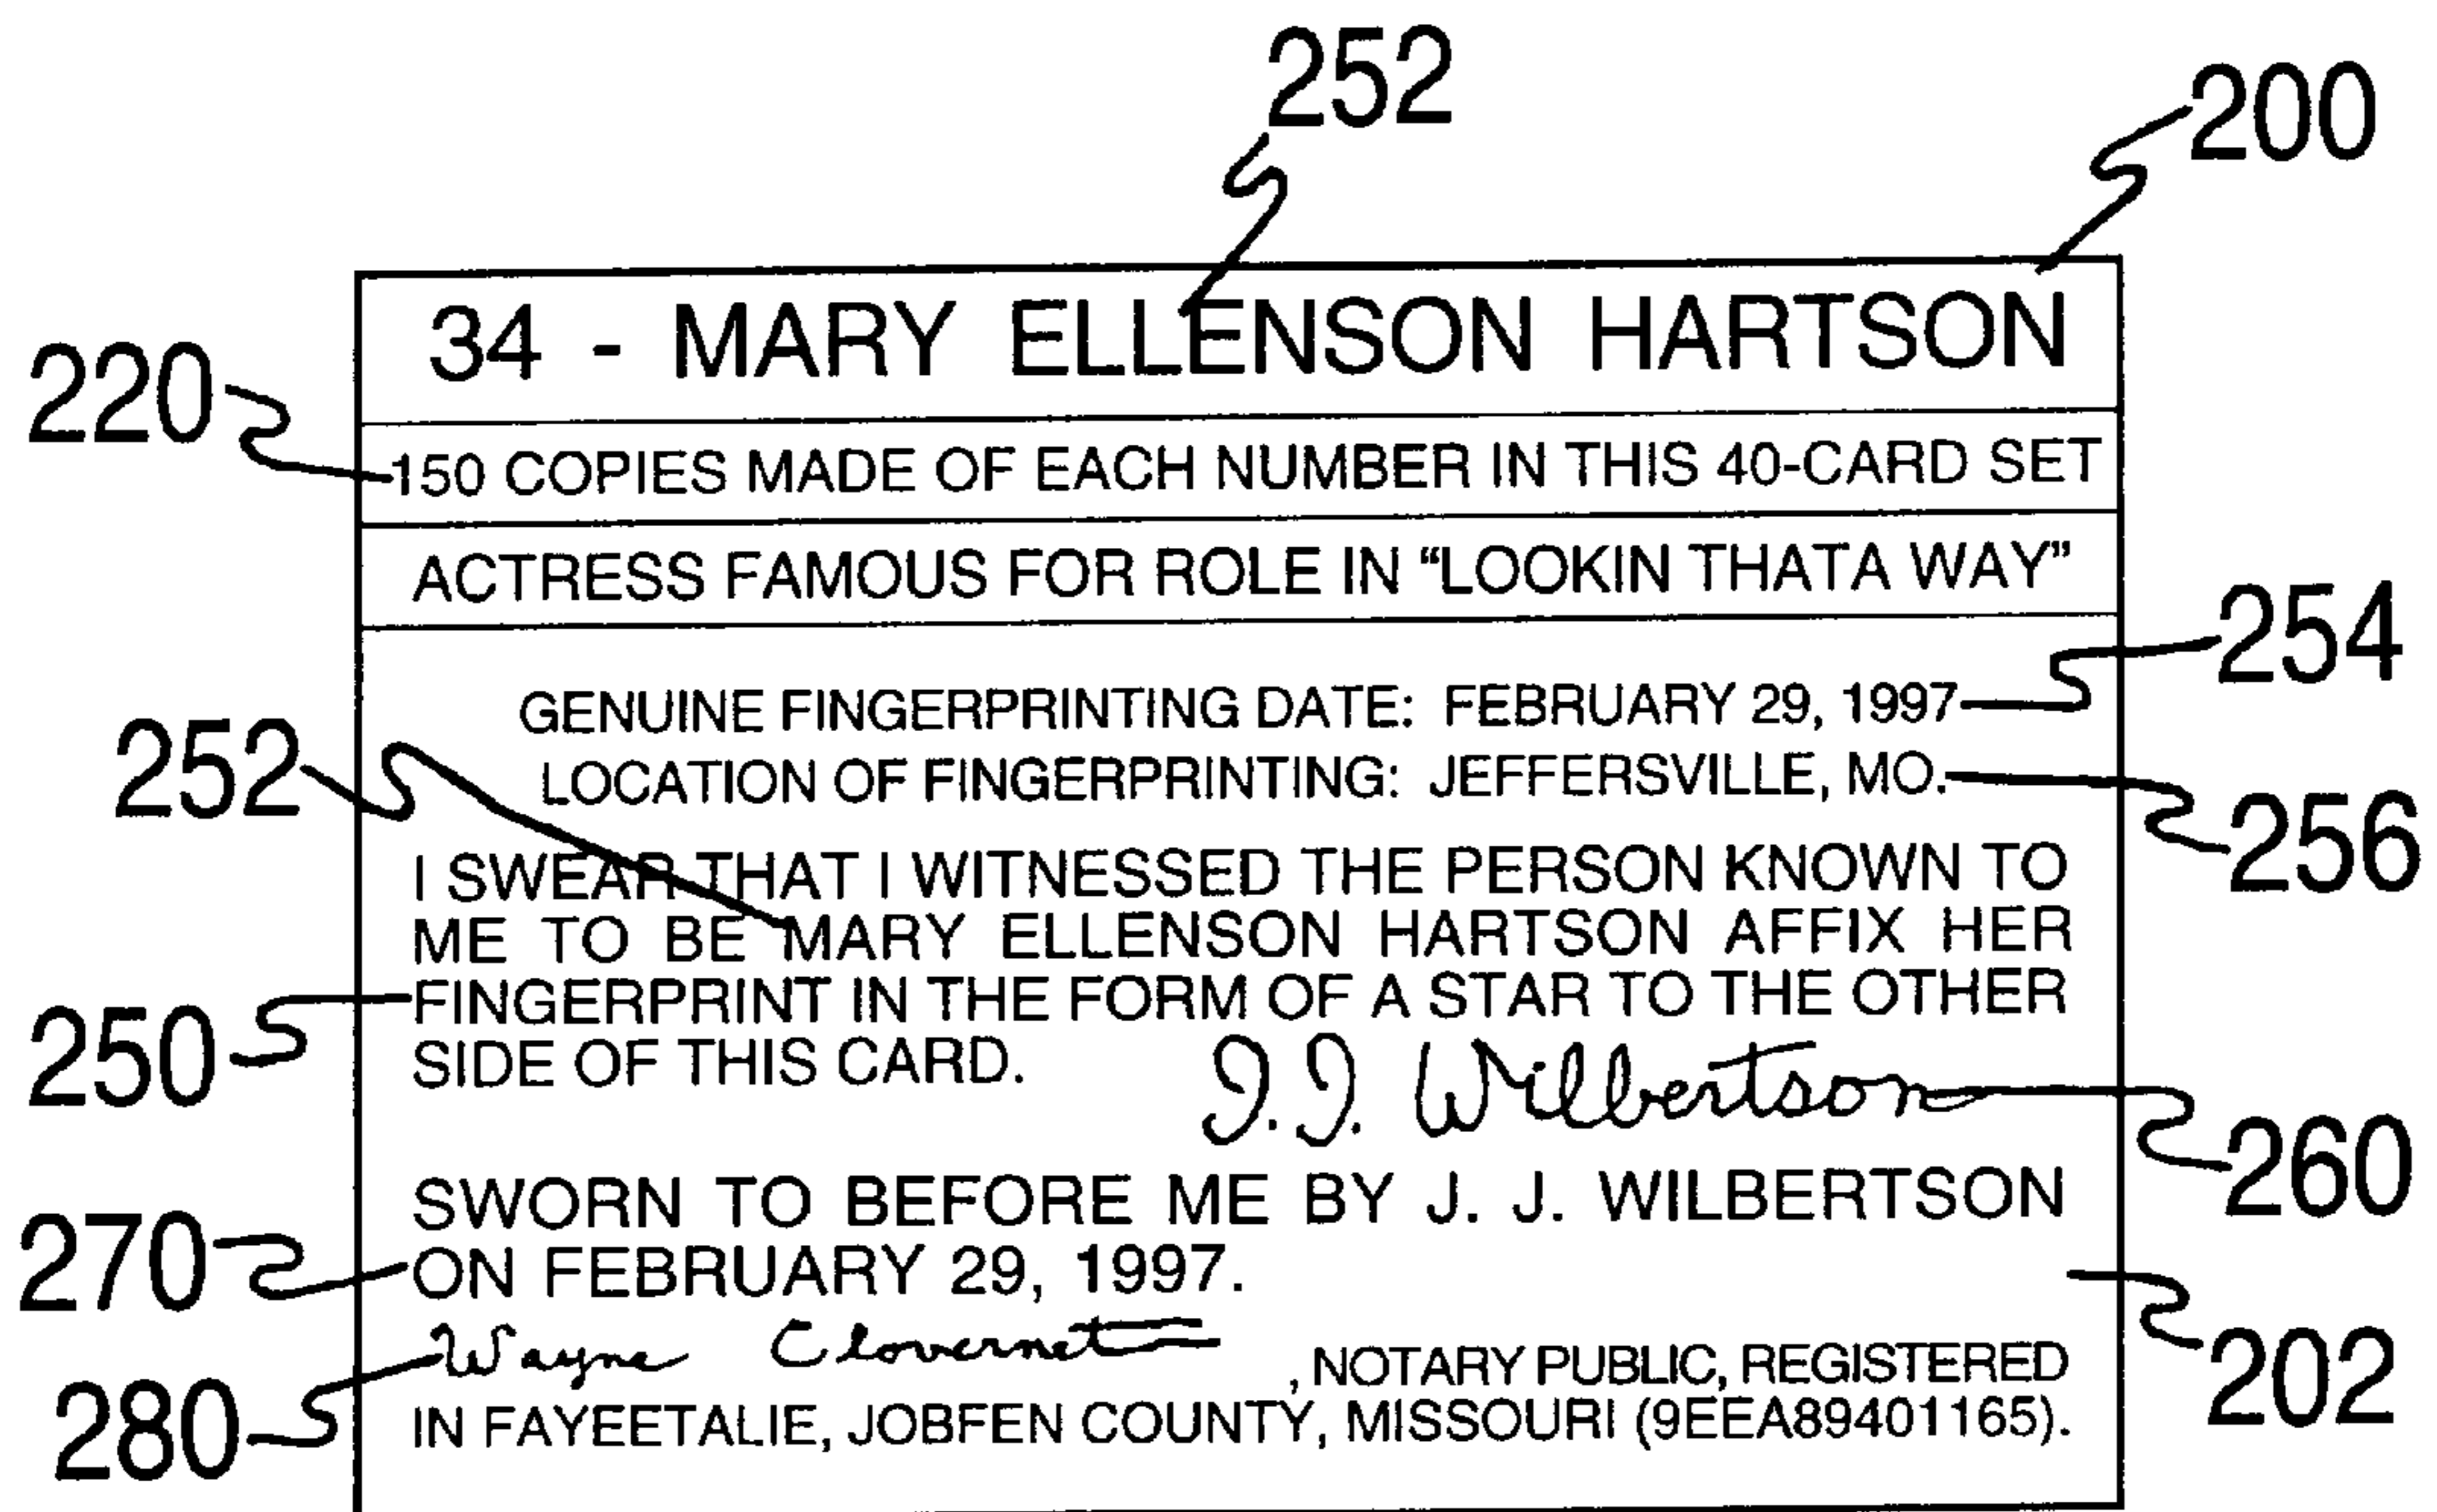 252
200
34 - MARY ELLENSON HARTSON
220
150 COPIES MADE OF EACH NUMBER IN THIS 40-CARD SET
ACTRESS FAMOUS FOR ROLE IN “LOOKIN THATA WAY”
254
GENUINE FINGERPRINTING DATE: FEBRUARY 29, 1997
252
LOCATION OF FINGERPRINTING: JEFFERSVILLE, MO.
256
I SWEAR THAT I WITNESSED THE PERSON KNOWN TO
ME TO BE MARY ELLENSON HARTSON AFFIX HER
250
FINGERPRINT IN THE FORM OF A STAR TO THE OTHER
SIDE OF THIS CARD.
J.J. Wilbertson
260
SWORN TO BEFORE ME BY J. J. WILBERTSON
270
ON FEBRUARY 29, 1997.
202
Wayne Clovernet
, NOTARY PUBLIC, REGISTERED
280
IN FAYEETALIE, JOBFEN COUNTY, MISSOURI (9EEA89401165).